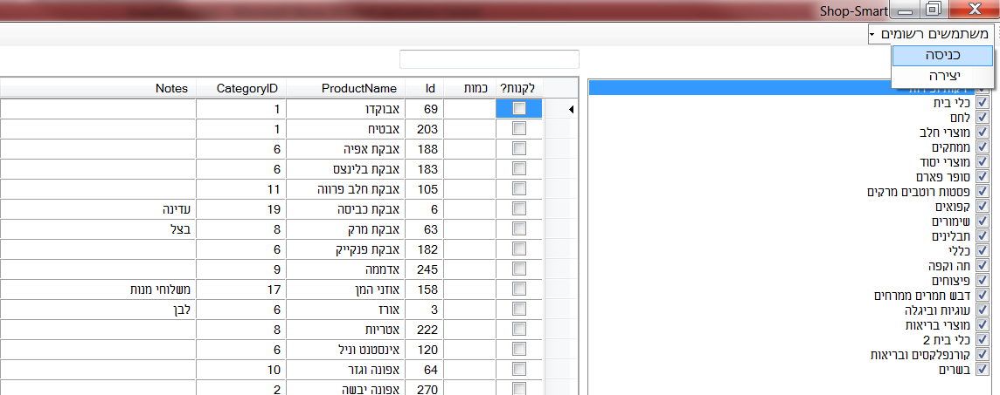 Shop-Smart
משתמשים רשומים
כניסה
יצירה
לקנות? כמות Id ProductName CategoryID Notes
69 אבוקדו 1
203 אבטיח 1
188 אבקת אפיה 6
183 אבקת בלינצס 6
105 אבקת חלב פרווה 11
6 אבקת כביסה 19 עדינה
63 אבקת מרק 8 בצל
182 אבקת פנקייק 6
245 אדממה 9
158 אוזני המן 17 משלוחי מנות
3 אורז 6 לבן
222 אטריות 8
120 אינסטנט וניל 6
64 אפונה וגזר 10
270 אפונה יבשה 2
כלי בית
לחם
מוצרי חלב
ממתקים
מוצרי יסוד
סופר פארם
פסטות רוטבים מרקים
קפואים
שימורים
תבלינים
כללי
תה וקפה
פיצוחים
דבש תמרים ממרחים
עוגיות וביגלה
מוצרי בריאות
כלי בית 2
קורנפלקסים ובריאות
בשרים